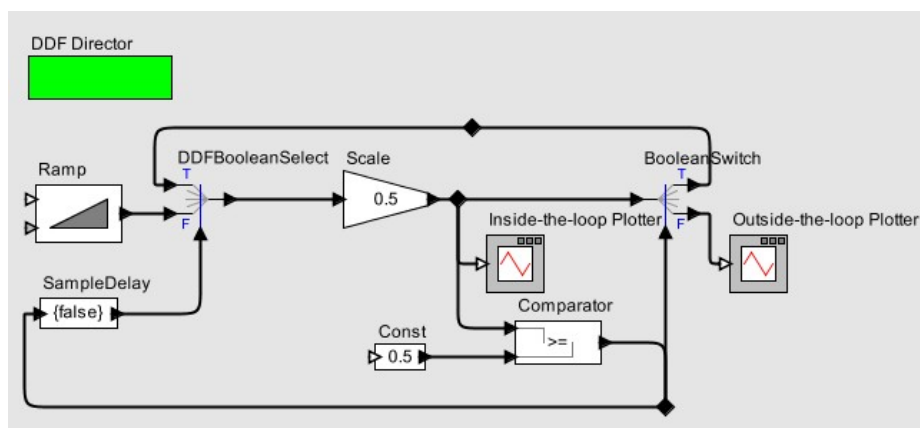 DDF Director
DDFBooleanSelect
Scale
BooleanSwitch
Ramp
T
F
0.5
T
F
Inside-the-loop Plotter
Outside-the-loop Plotter
SampleDelay
{false}
Comparator
>=
Const
0.5